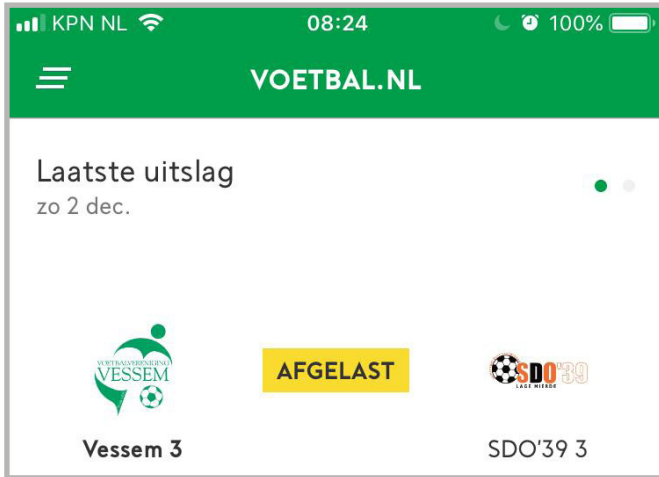 KPN NL 08:24 100%
VOETBAL.NL
Laatste uitslag
zo 2 dec.
VOETBALVERENIGING
VESSEM
AFGELAST
SDO'39
LAGE MIERDE
Vessem 3
SDO'39 3